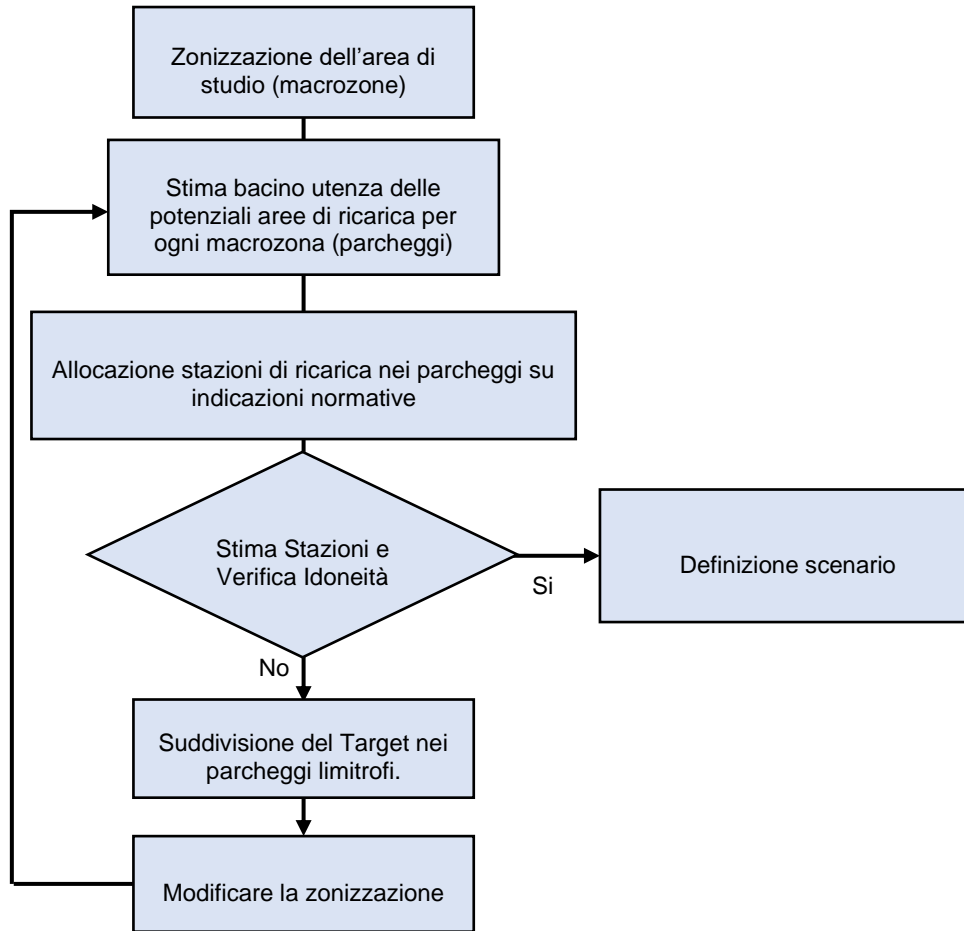 Zonizzazione dell’area di
studio (macrozone)
Stima bacino utenza delle
potenziali aree di ricarica per
ogni macrozona (parcheggi)
Allocazione stazioni di ricarica nei parcheggi su
indicazioni normative
Stima Stazioni e
Verifica Idoneità
Si
Definizione scenario
No
Suddivisione del Target nei
parcheggi limitrofi.
Modificare la zonizzazione